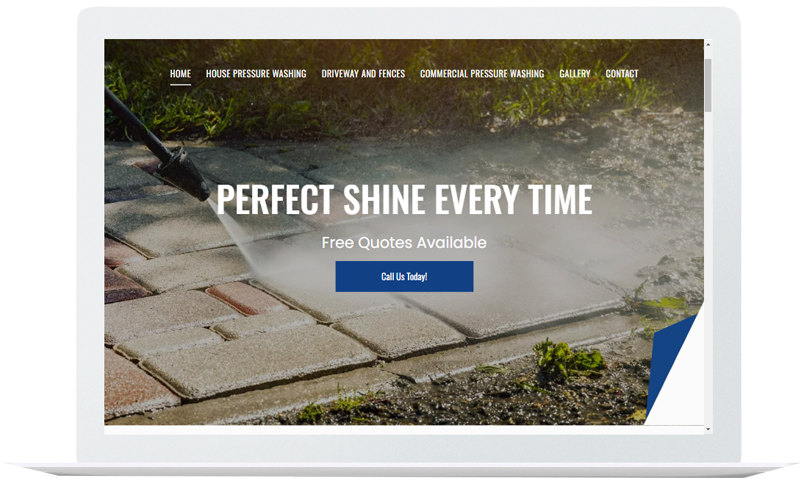 HOME HOUSE PRESSURE WASHING DRIVEWAY AND FENCES COMMERCIAL PRESSURE WASHING GALLERY CONTACT
PERFECT SHINE EVERY TIME
Free Quotes Available
Call Us Today!